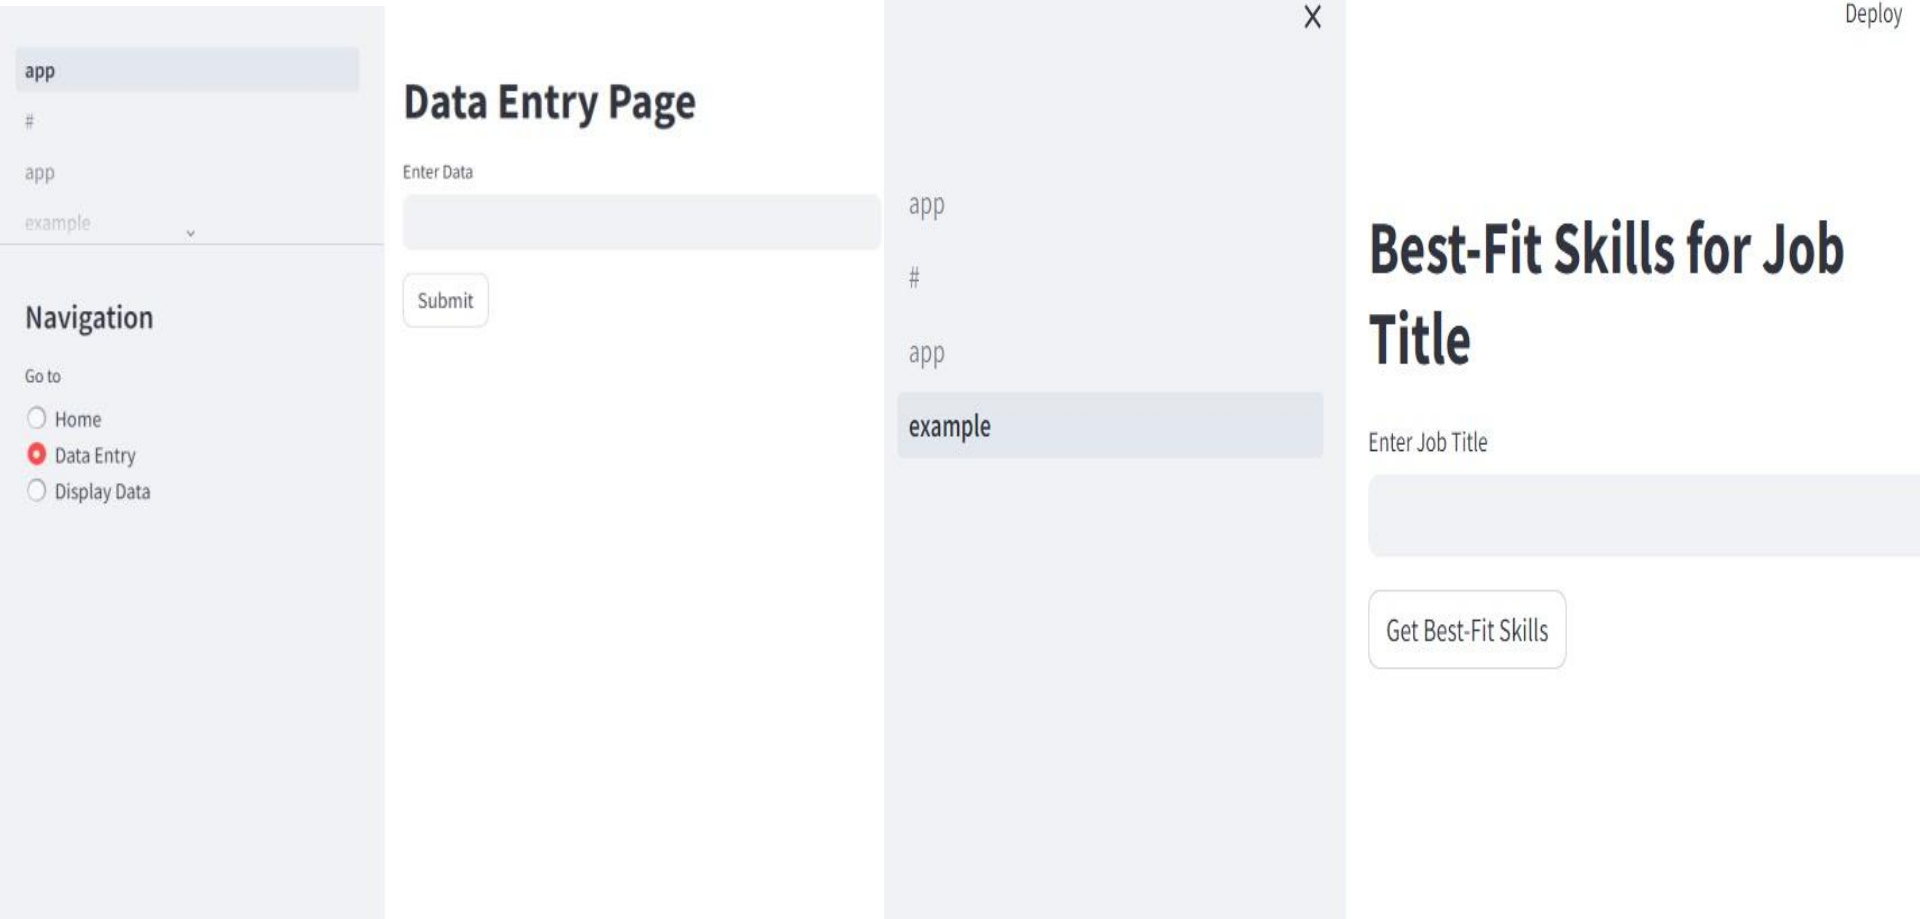 app
#
app
example
Navigation
Go to
Home
Data Entry
Display Data
Data Entry Page
Enter Data
Submit
X
app
#
app
example
Deploy
Best-Fit Skills for Job
Title
Enter Job Title
Get Best-Fit Skills